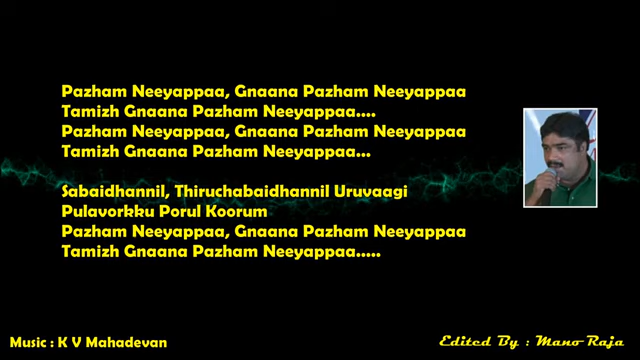 Pazham Neeyappaa, Gnaana Pazham Neeyappaa
Tamizh Gnaana Pazham Neeyappaa....
Pazham Neeyappaa, Gnaana Pazham Neeyappaa
Tamizh Gnaana Pazham Neeyappaa...
Sabaidhannil, Thiruchabaidhannil Uruvaagi
Pulavorkku Porul Koorum
Pazham Neeyappaa, Gnaana Pazham Neeyappaa
Tamizh Gnaana Pazham Neeyappaa.....
Music : K V Mahadevan
Edited By : Mano Raja